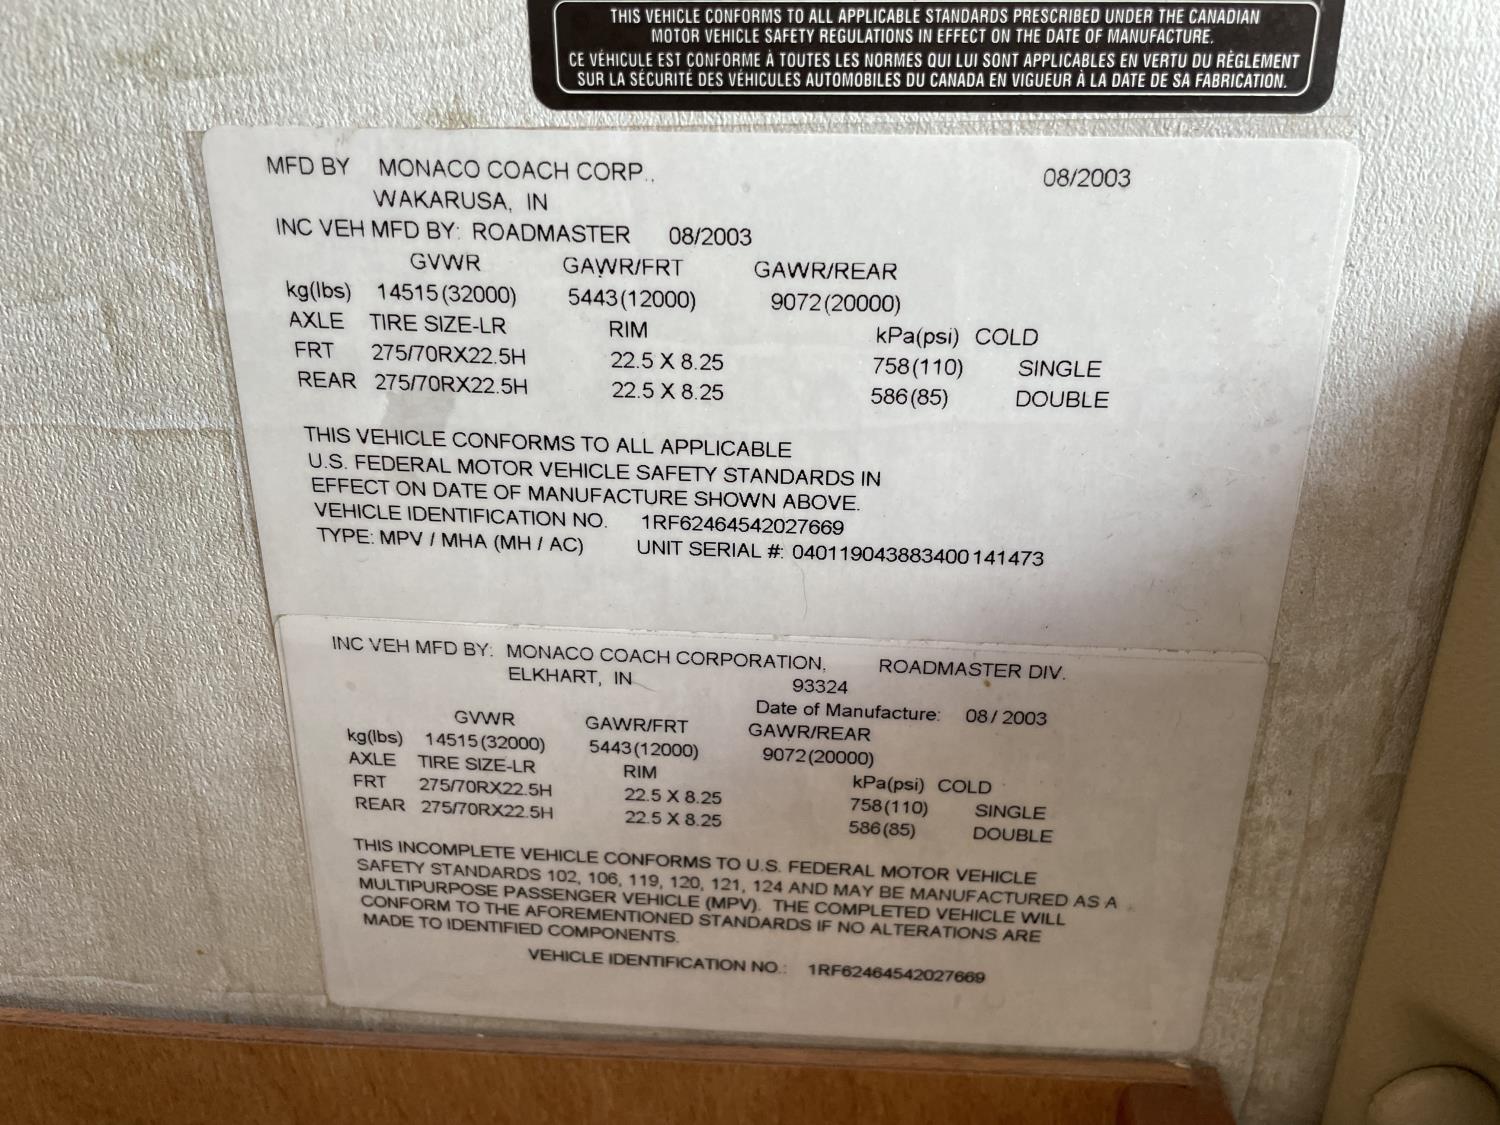 THIS VEHICLE CONFORMS TO ALL APPLICABLE STANDARDS PRESCRIBED UNDER THE CANADIAN
MOTOR VEHICLE SAFETY REGULATIONS IN EFFECT ON THE DATE OF MANUFACTURE.
CE VÉHICULE EST CONFORME À TOUTES LES NORMES QUI LUI SONT APPLICABLES EN VERTU DU RÈGLEMENT
SUR LA SÉCURITÉ DES VÉHICULES AUTOMOBILES DU CANADA EN VIGUEUR À LA DATE DE SA FABRICATION.
MFD BY MONACO COACH CORP., 08/2003
WAKARUSA, IN
INC VEH MFD BY: ROADMASTER 08/2003
GVWR GAWR/FRT GAWR/REAR
kg(lbs) 14515(32000) 5443(12000) 9072(20000)
AXLE TIRE SIZE-LR RIM kPa(psi) COLD
FRT 275/70RX22.5H 22.5 X 8.25 758(110) SINGLE
REAR 275/70RX22.5H 22.5 X 8.25 586(85) DOUBLE
THIS VEHICLE CONFORMS TO ALL APPLICABLE
U.S. FEDERAL MOTOR VEHICLE SAFETY STANDARDS IN
EFFECT ON DATE OF MANUFACTURE SHOWN ABOVE.
VEHICLE IDENTIFICATION NO. 1RF62464542027669
TYPE: MPV / MHA (MH / AC) UNIT SERIAL #: 040119043883400141473
INC VEH MFD BY: MONACO COACH CORPORATION, ROADMASTER DIV.
ELKHART, IN 93324
Date of Manufacture: 08/2003
GVWR GAWR/FRT GAWR/REAR
kg(lbs) 14515(32000) 5443(12000) 9072(20000)
AXLE TIRE SIZE-LR RIM kPa(psi) COLD
FRT 275/70RX22.5H 22.5 X 8.25 758(110) SINGLE
REAR 275/70RX22.5H 22.5 X 8.25 586(85) DOUBLE
THIS INCOMPLETE VEHICLE CONFORMS TO U.S. FEDERAL MOTOR VEHICLE
SAFETY STANDARDS 102, 106, 119, 120, 121, 124 AND MAY BE MANUFACTURED AS A
MULTIPURPOSE PASSENGER VEHICLE (MPV). THE COMPLETED VEHICLE WILL
CONFORM TO THE AFOREMENTIONED STANDARDS IF NO ALTERATIONS ARE
MADE TO IDENTIFIED COMPONENTS.
VEHICLE IDENTIFICATION NO.: 1RF62464542027669